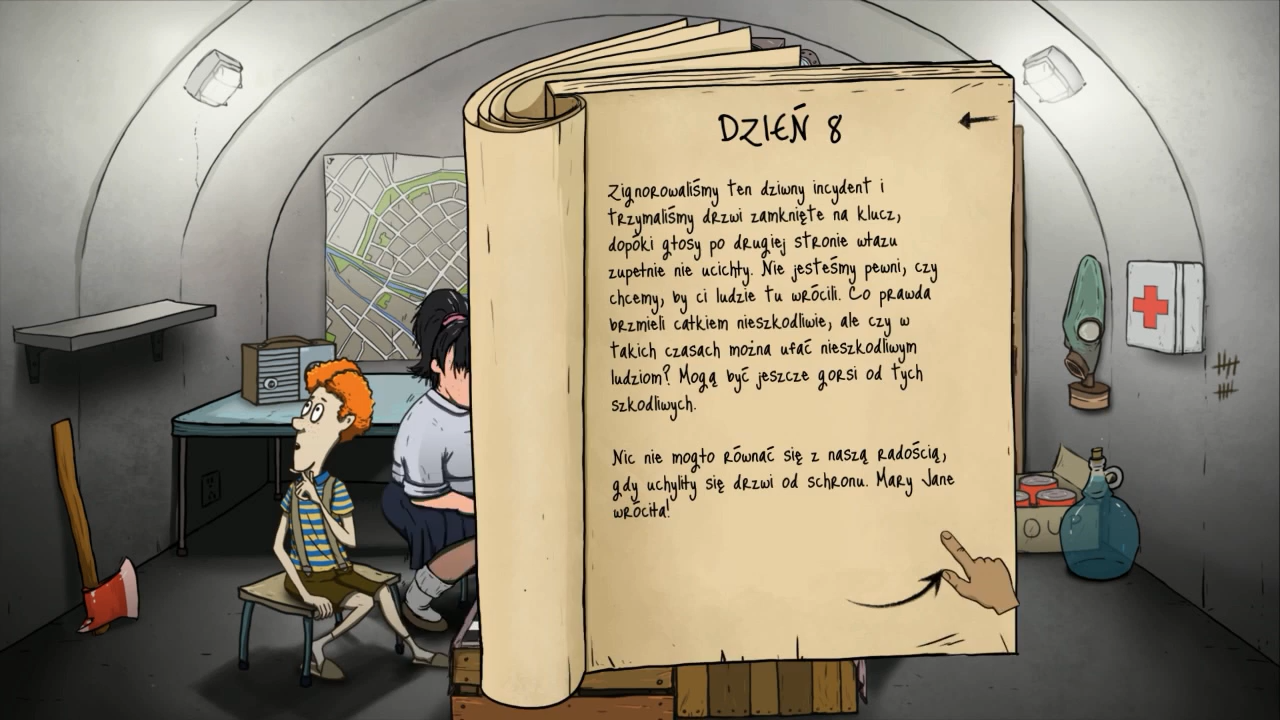 DZIEŃ 8
Zignorowaliśmy ten dziwny incydent i
trzymaliśmy drzwi zamknięte na klucz,
dopóki głosy po drugiej stronie włazu
zupełnie nie ucichły. Nie jesteśmy pewni, czy
chcemy, by ci ludzie tu wrócili. Co prawda
brzmieli całkiem nieszkodliwie, ale czy w
takich czasach można ufać nieszkodliwym
ludziom? Mogą być jeszcze gorsi od tych
szkodliwych.
Nic nie mogło równać się z naszą radością,
gdy uchyliły się drzwi od schronu. Mary Jane
wróciła!